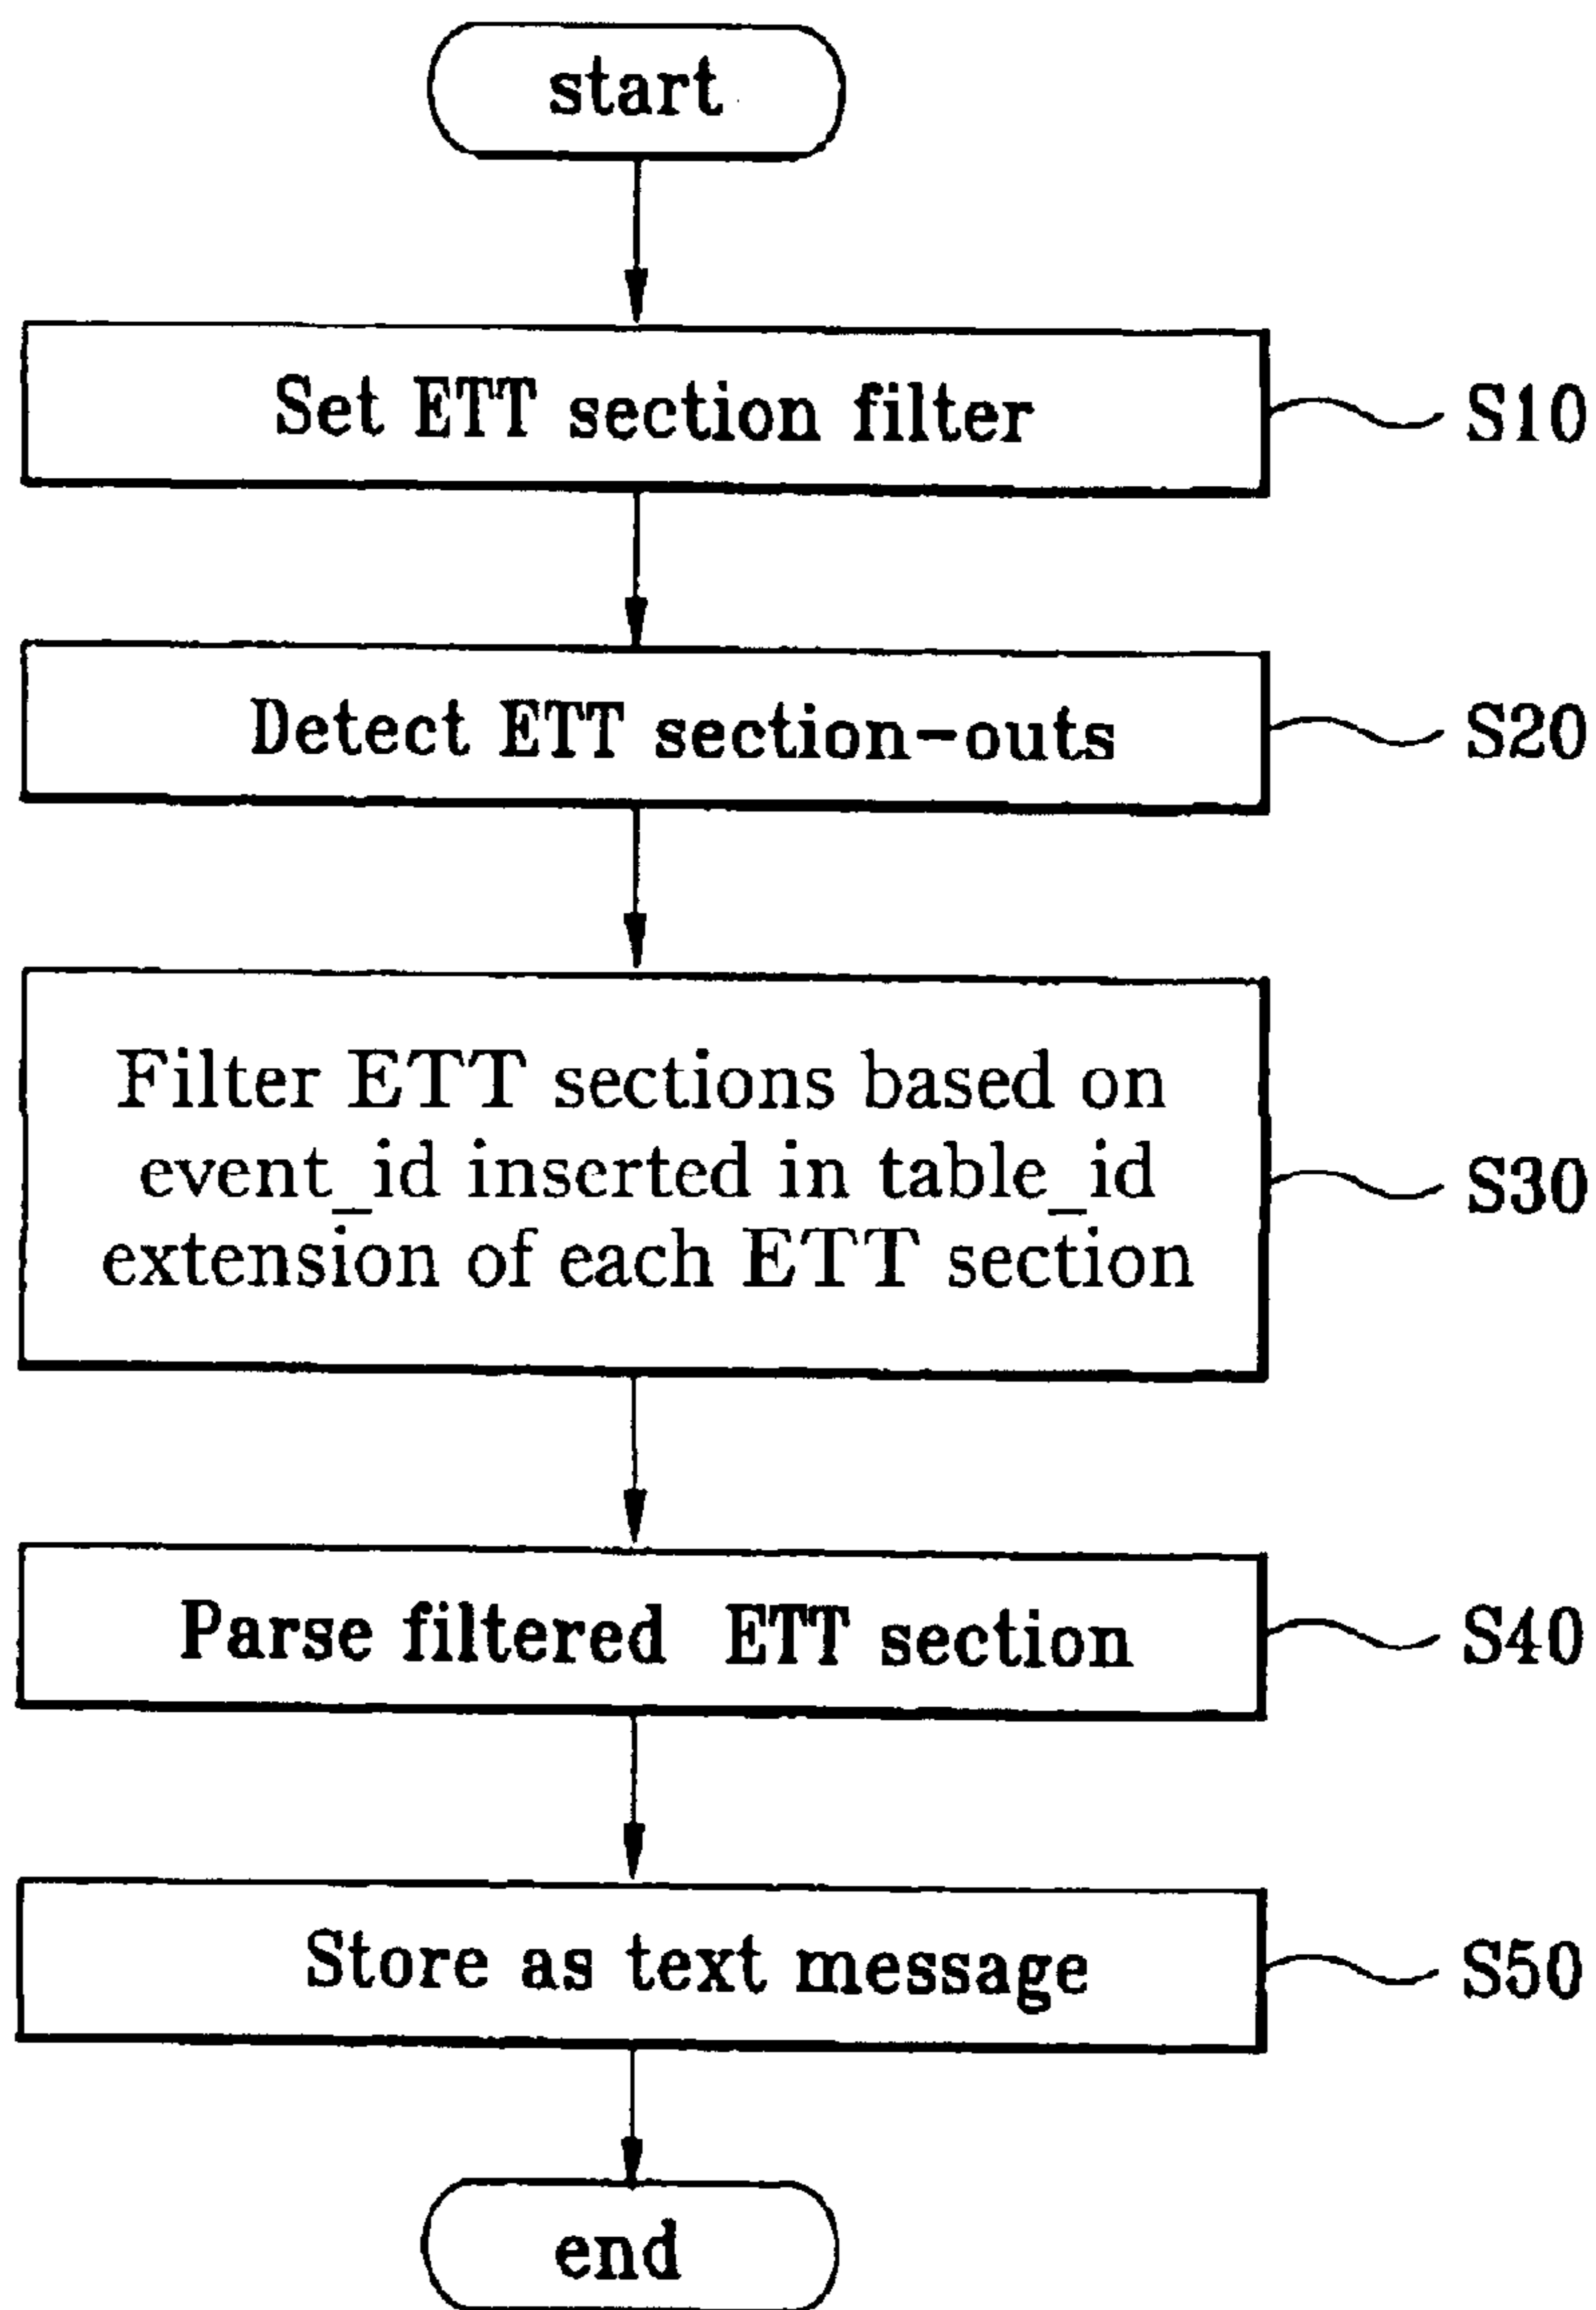 start
Set ETT section filter
S10
Detect ETT section-outs
S20
Filter ETT sections based on
event_id inserted in table_id
extension of each ETT section
S30
Parse filtered ETT section
S40
Store as text message
S50
end